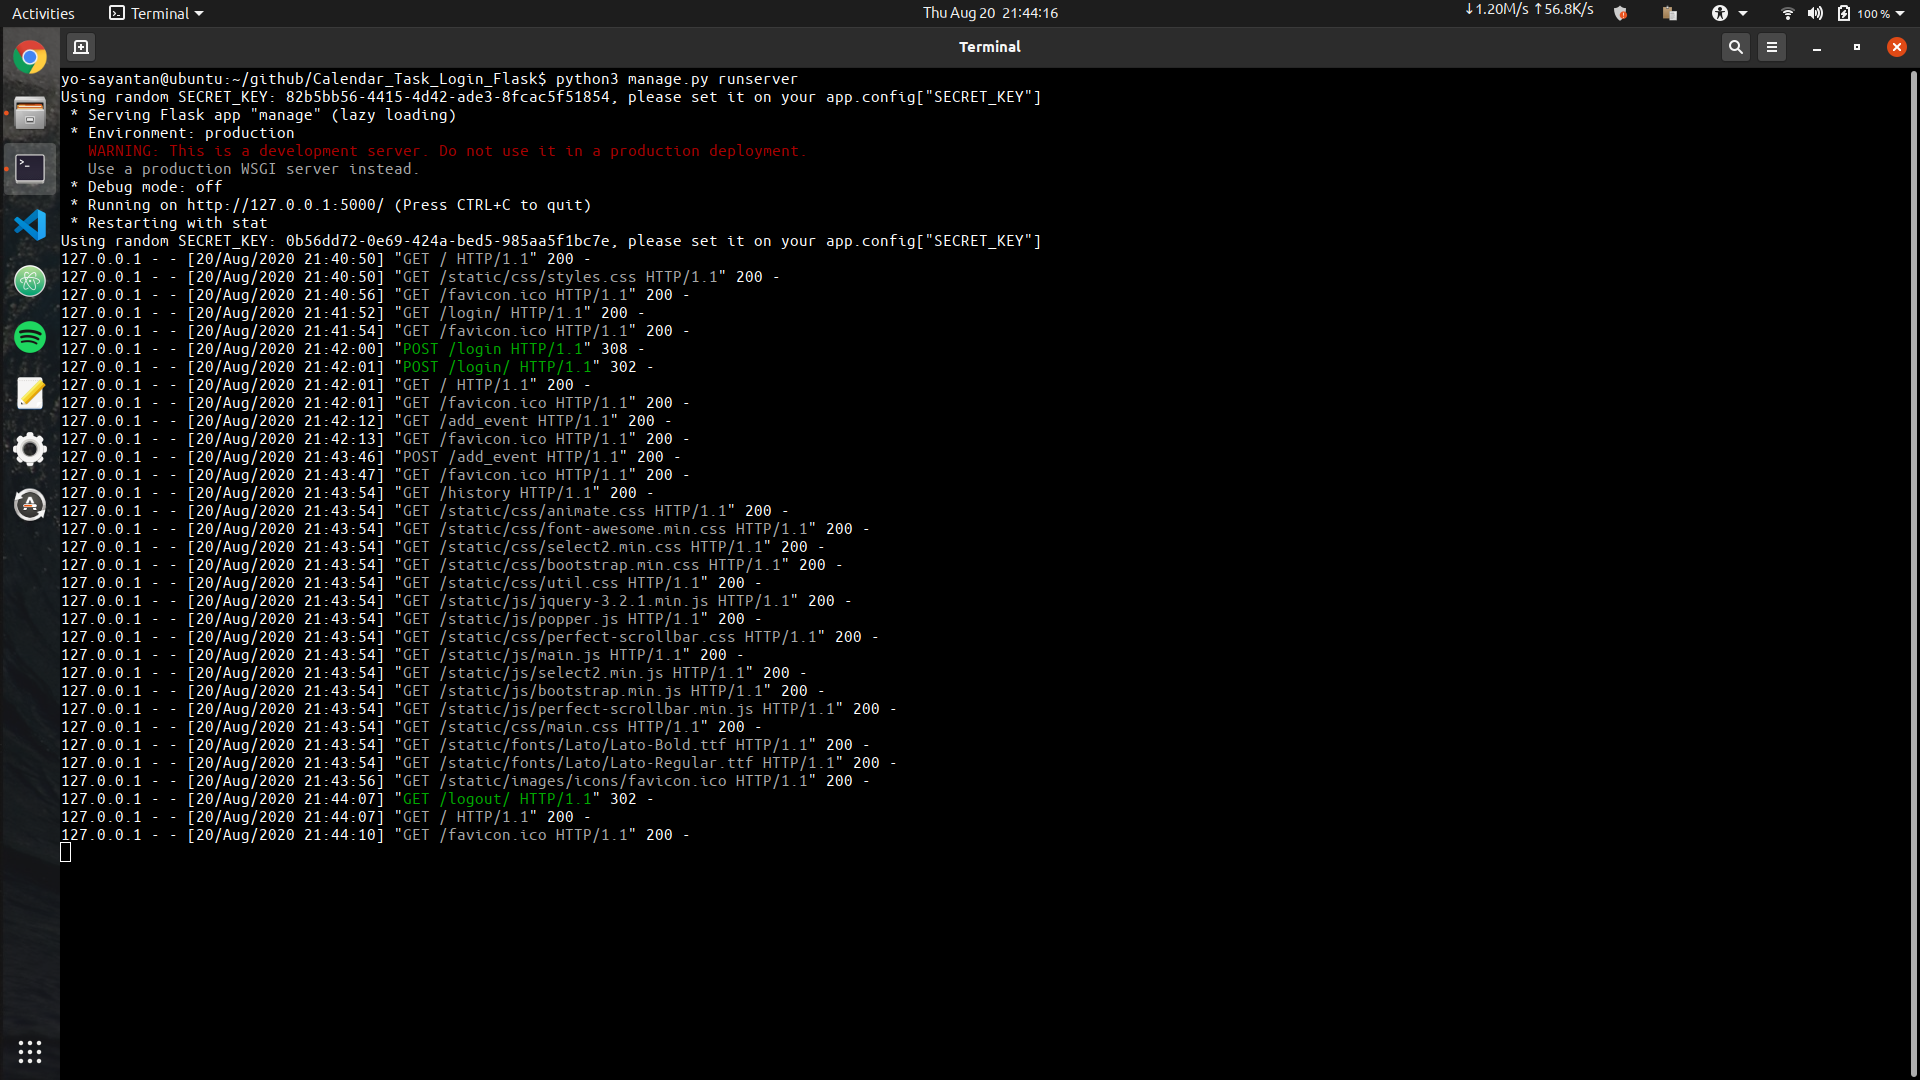 Activities Terminal Thu Aug 20 21:44:16 ↓1.20M/s ↑56.8K/s 100 %
Terminal
yo-sayantan@ubuntu:~/github/Calendar_Task_Login_Flask$ python3 manage.py runserver
Using random SECRET_KEY: 82b5bb56-4415-4d42-ade3-8fcac5f51854, please set it on your app.config["SECRET_KEY"]
 * Serving Flask app "manage" (lazy loading)
 * Environment: production
   WARNING: This is a development server. Do not use it in a production deployment.
   Use a production WSGI server instead.
 * Debug mode: off
 * Running on http://127.0.0.1:5000/ (Press CTRL+C to quit)
 * Restarting with stat
Using random SECRET_KEY: 0b56dd72-0e69-424a-bed5-985aa5f1bc7e, please set it on your app.config["SECRET_KEY"]
127.0.0.1 - - [20/Aug/2020 21:40:50] "GET / HTTP/1.1" 200 -
127.0.0.1 - - [20/Aug/2020 21:40:50] "GET /static/css/styles.css HTTP/1.1" 200 -
127.0.0.1 - - [20/Aug/2020 21:40:56] "GET /favicon.ico HTTP/1.1" 200 -
127.0.0.1 - - [20/Aug/2020 21:41:52] "GET /login/ HTTP/1.1" 200 -
127.0.0.1 - - [20/Aug/2020 21:41:54] "GET /favicon.ico HTTP/1.1" 200 -
127.0.0.1 - - [20/Aug/2020 21:42:00] "POST /login HTTP/1.1" 308 -
127.0.0.1 - - [20/Aug/2020 21:42:01] "POST /login/ HTTP/1.1" 302 -
127.0.0.1 - - [20/Aug/2020 21:42:01] "GET / HTTP/1.1" 200 -
127.0.0.1 - - [20/Aug/2020 21:42:01] "GET /favicon.ico HTTP/1.1" 200 -
127.0.0.1 - - [20/Aug/2020 21:42:12] "GET /add_event HTTP/1.1" 200 -
127.0.0.1 - - [20/Aug/2020 21:42:13] "GET /favicon.ico HTTP/1.1" 200 -
127.0.0.1 - - [20/Aug/2020 21:43:46] "POST /add_event HTTP/1.1" 200 -
127.0.0.1 - - [20/Aug/2020 21:43:47] "GET /favicon.ico HTTP/1.1" 200 -
127.0.0.1 - - [20/Aug/2020 21:43:54] "GET /history HTTP/1.1" 200 -
127.0.0.1 - - [20/Aug/2020 21:43:54] "GET /static/css/animate.css HTTP/1.1" 200 -
127.0.0.1 - - [20/Aug/2020 21:43:54] "GET /static/css/font-awesome.min.css HTTP/1.1" 200 -
127.0.0.1 - - [20/Aug/2020 21:43:54] "GET /static/css/select2.min.css HTTP/1.1" 200 -
127.0.0.1 - - [20/Aug/2020 21:43:54] "GET /static/css/bootstrap.min.css HTTP/1.1" 200 -
127.0.0.1 - - [20/Aug/2020 21:43:54] "GET /static/css/util.css HTTP/1.1" 200 -
127.0.0.1 - - [20/Aug/2020 21:43:54] "GET /static/js/jquery-3.2.1.min.js HTTP/1.1" 200 -
127.0.0.1 - - [20/Aug/2020 21:43:54] "GET /static/js/popper.js HTTP/1.1" 200 -
127.0.0.1 - - [20/Aug/2020 21:43:54] "GET /static/css/perfect-scrollbar.css HTTP/1.1" 200 -
127.0.0.1 - - [20/Aug/2020 21:43:54] "GET /static/js/main.js HTTP/1.1" 200 -
127.0.0.1 - - [20/Aug/2020 21:43:54] "GET /static/js/select2.min.js HTTP/1.1" 200 -
127.0.0.1 - - [20/Aug/2020 21:43:54] "GET /static/js/bootstrap.min.js HTTP/1.1" 200 -
127.0.0.1 - - [20/Aug/2020 21:43:54] "GET /static/js/perfect-scrollbar.min.js HTTP/1.1" 200 -
127.0.0.1 - - [20/Aug/2020 21:43:54] "GET /static/css/main.css HTTP/1.1" 200 -
127.0.0.1 - - [20/Aug/2020 21:43:54] "GET /static/fonts/Lato/Lato-Bold.ttf HTTP/1.1" 200 -
127.0.0.1 - - [20/Aug/2020 21:43:54] "GET /static/fonts/Lato/Lato-Regular.ttf HTTP/1.1" 200 -
127.0.0.1 - - [20/Aug/2020 21:43:56] "GET /static/images/icons/favicon.ico HTTP/1.1" 200 -
127.0.0.1 - - [20/Aug/2020 21:44:07] "GET /logout/ HTTP/1.1" 302 -
127.0.0.1 - - [20/Aug/2020 21:44:07] "GET / HTTP/1.1" 200 -
127.0.0.1 - - [20/Aug/2020 21:44:10] "GET /favicon.ico HTTP/1.1" 200 -